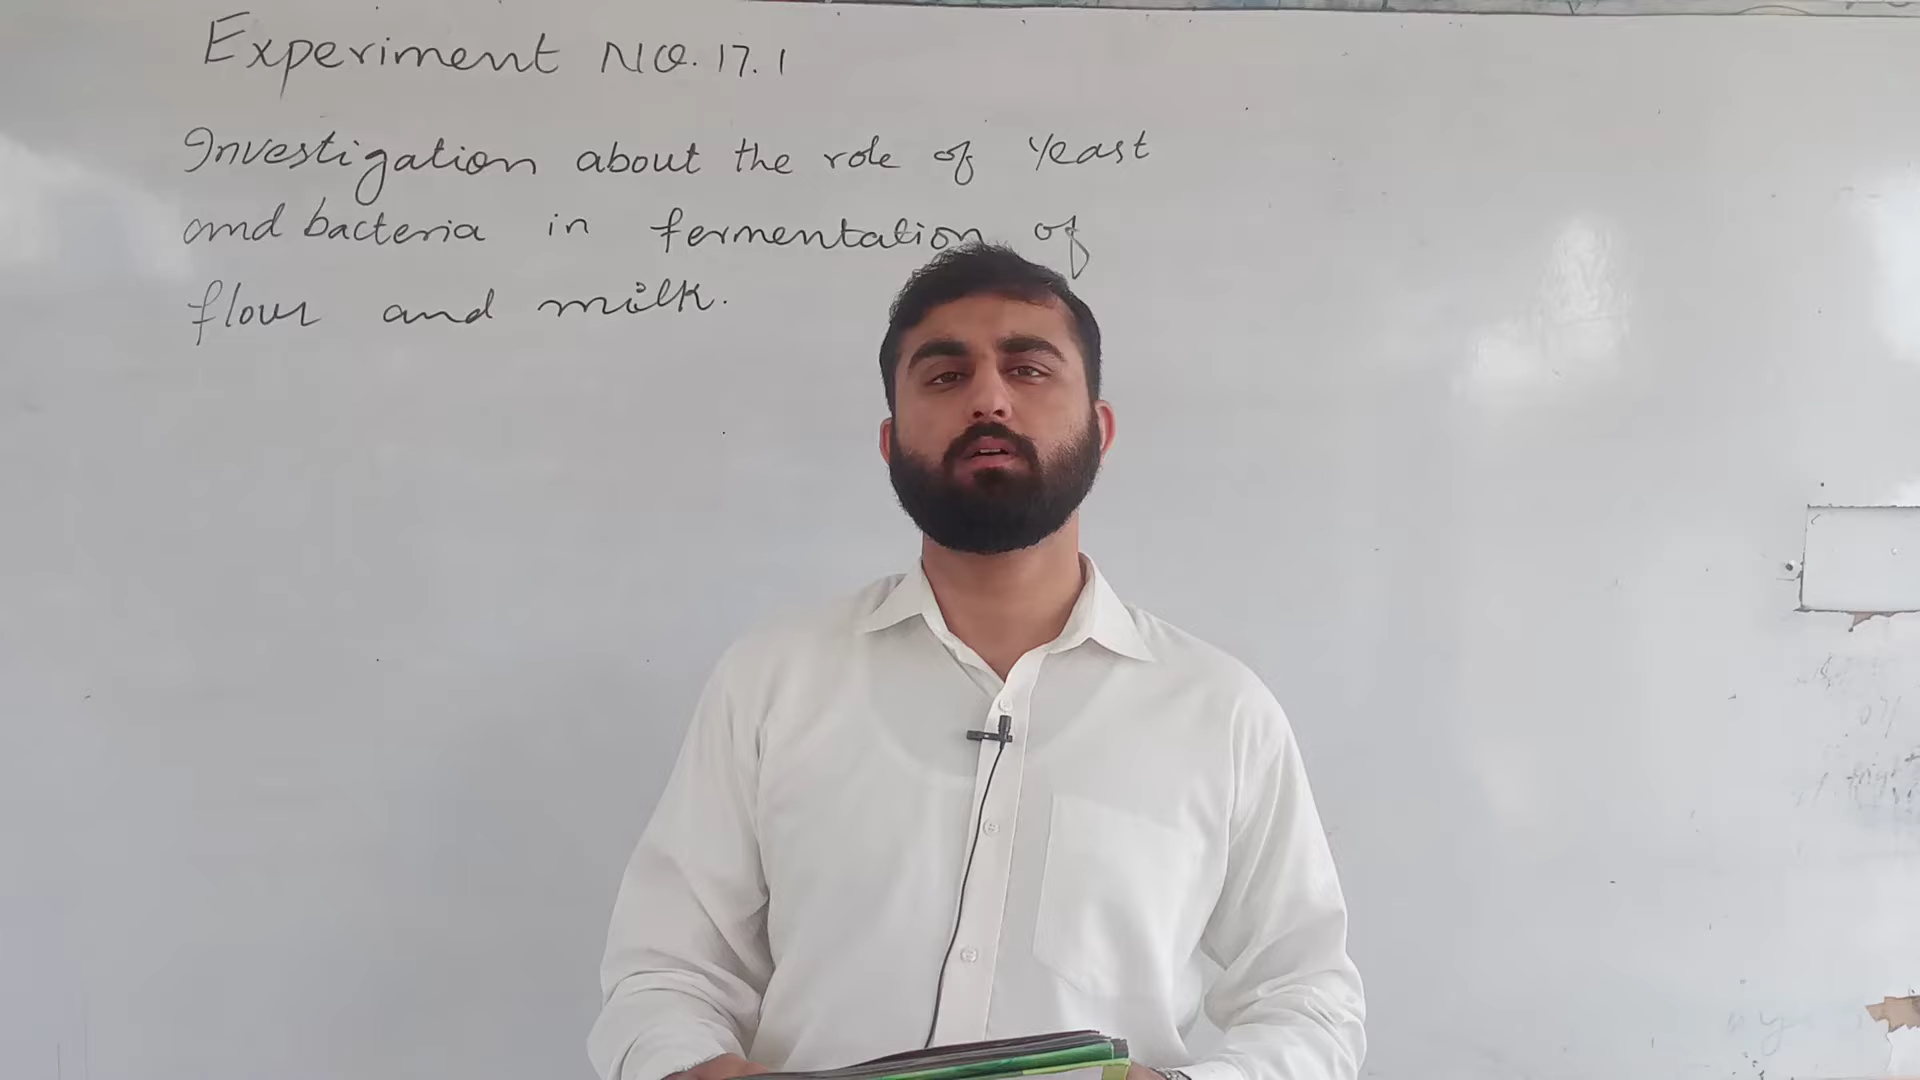 Experiment NO. 17.1
Investigation about the role of Yeast
and bacteria in fermentation of
flour and milk.